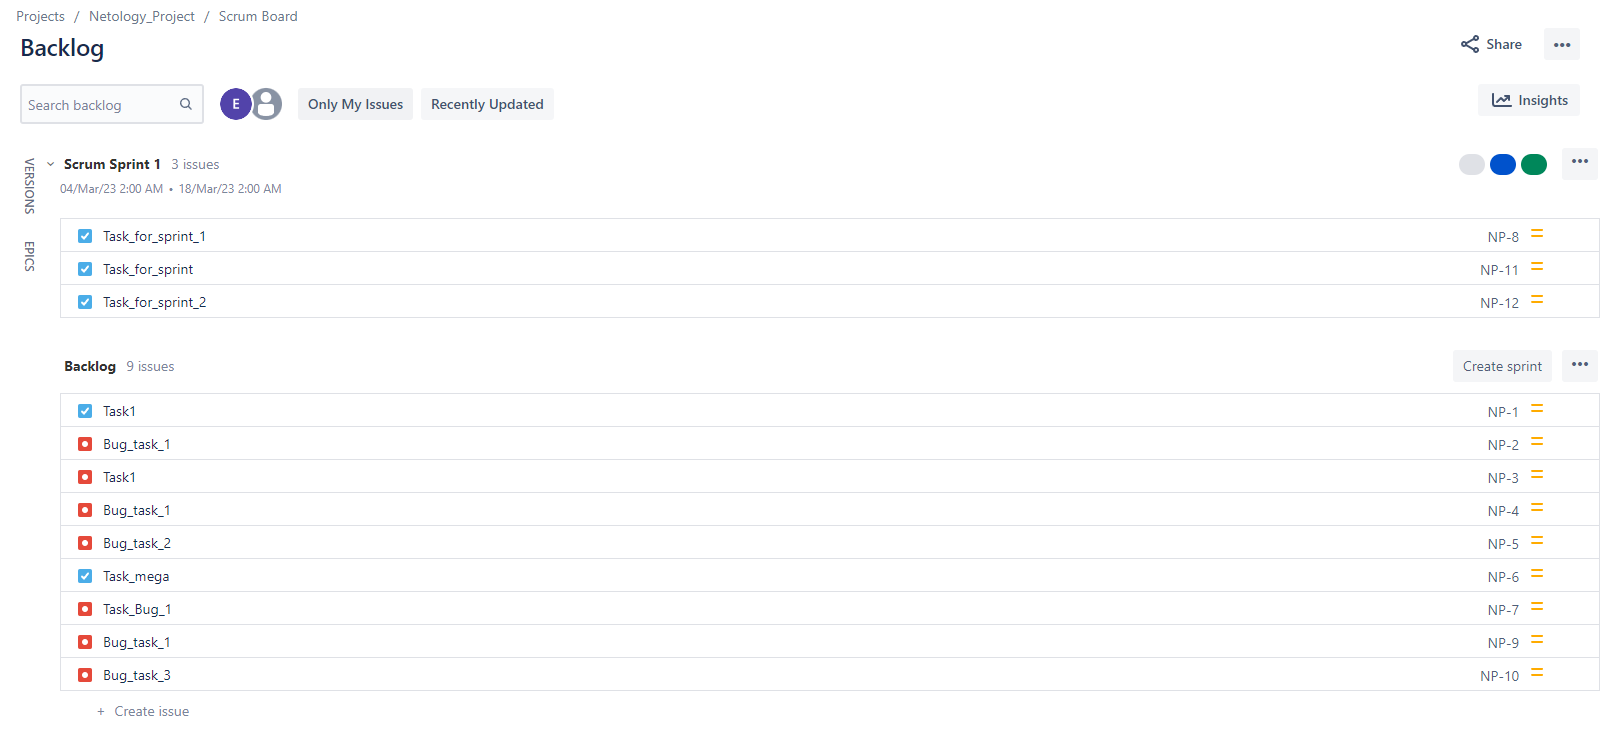 Projects / Netology_Project / Scrum Board
Backlog
Share
Search backlog
E
Only My Issues
Recently Updated
Insights
VERSIONS
EPICS
Scrum Sprint 1 3 issues
04/Mar/23 2:00 AM • 18/Mar/23 2:00 AM
Task_for_sprint_1 NP-8
Task_for_sprint NP-11
Task_for_sprint_2 NP-12
Backlog 9 issues
Create sprint
Task1 NP-1
Bug_task_1 NP-2
Task1 NP-3
Bug_task_1 NP-4
Bug_task_2 NP-5
Task_mega NP-6
Task_Bug_1 NP-7
Bug_task_1 NP-9
Bug_task_3 NP-10
+ Create issue